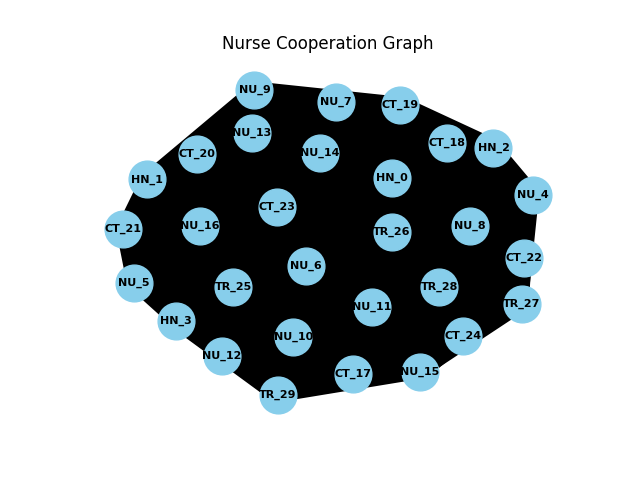 Nurse Cooperation Graph
NU_9
NU_7
CT_19
NU_13
CT_18
HN_2
CT_20
NU_14
HN_1
HN_0
NU_4
CT_23
CT_21
NU_16
TR_26
NU_8
CT_22
NU_6
NU_5
TR_25
TR_28
NU_11
TR_27
HN_3
NU_10
CT_24
NU_12
CT_17
NU_15
TR_29